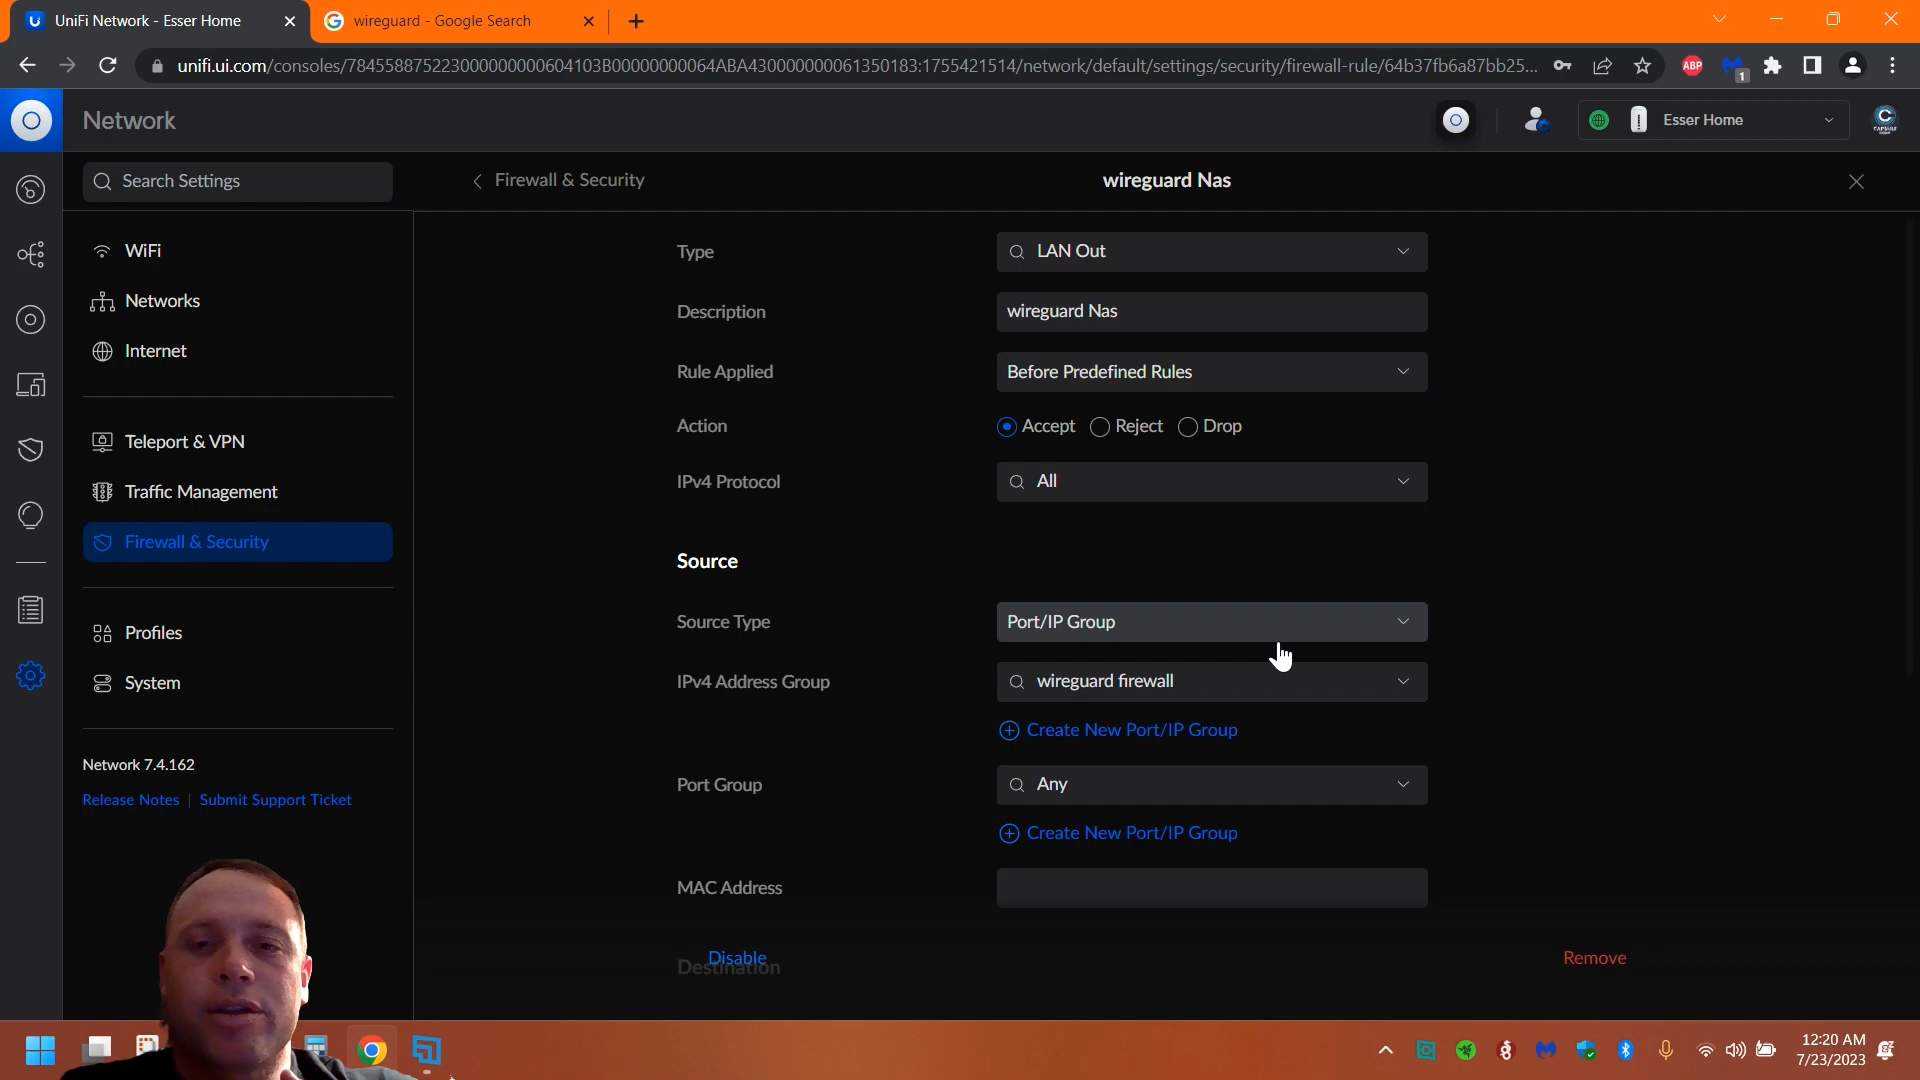 UniFi Network - Esser Home
wireguard - Google Search
unifi.ui.com/consoles/784558875223000000000604103B00000000064ABA430000000061350183:1755421514/network/default/settings/security/firewall-rule/64b37fb6a87bb25...
ABP
1
Network
Esser Home
CAPSULE
CORP
Search Settings
Firewall & Security
wireguard Nas
WiFi
Networks
Internet
Teleport & VPN
Traffic Management
Firewall & Security
Profiles
System
Network 7.4.162
Release Notes | Submit Support Ticket
Type
LAN Out
Description
wireguard Nas
Rule Applied
Before Predefined Rules
Action
Accept
Reject
Drop
IPv4 Protocol
All
Source
Source Type
Port/IP Group
IPv4 Address Group
wireguard firewall
Create New Port/IP Group
Port Group
Any
Create New Port/IP Group
MAC Address
Destination
Disable
Remove
12:20 AM
7/23/2023